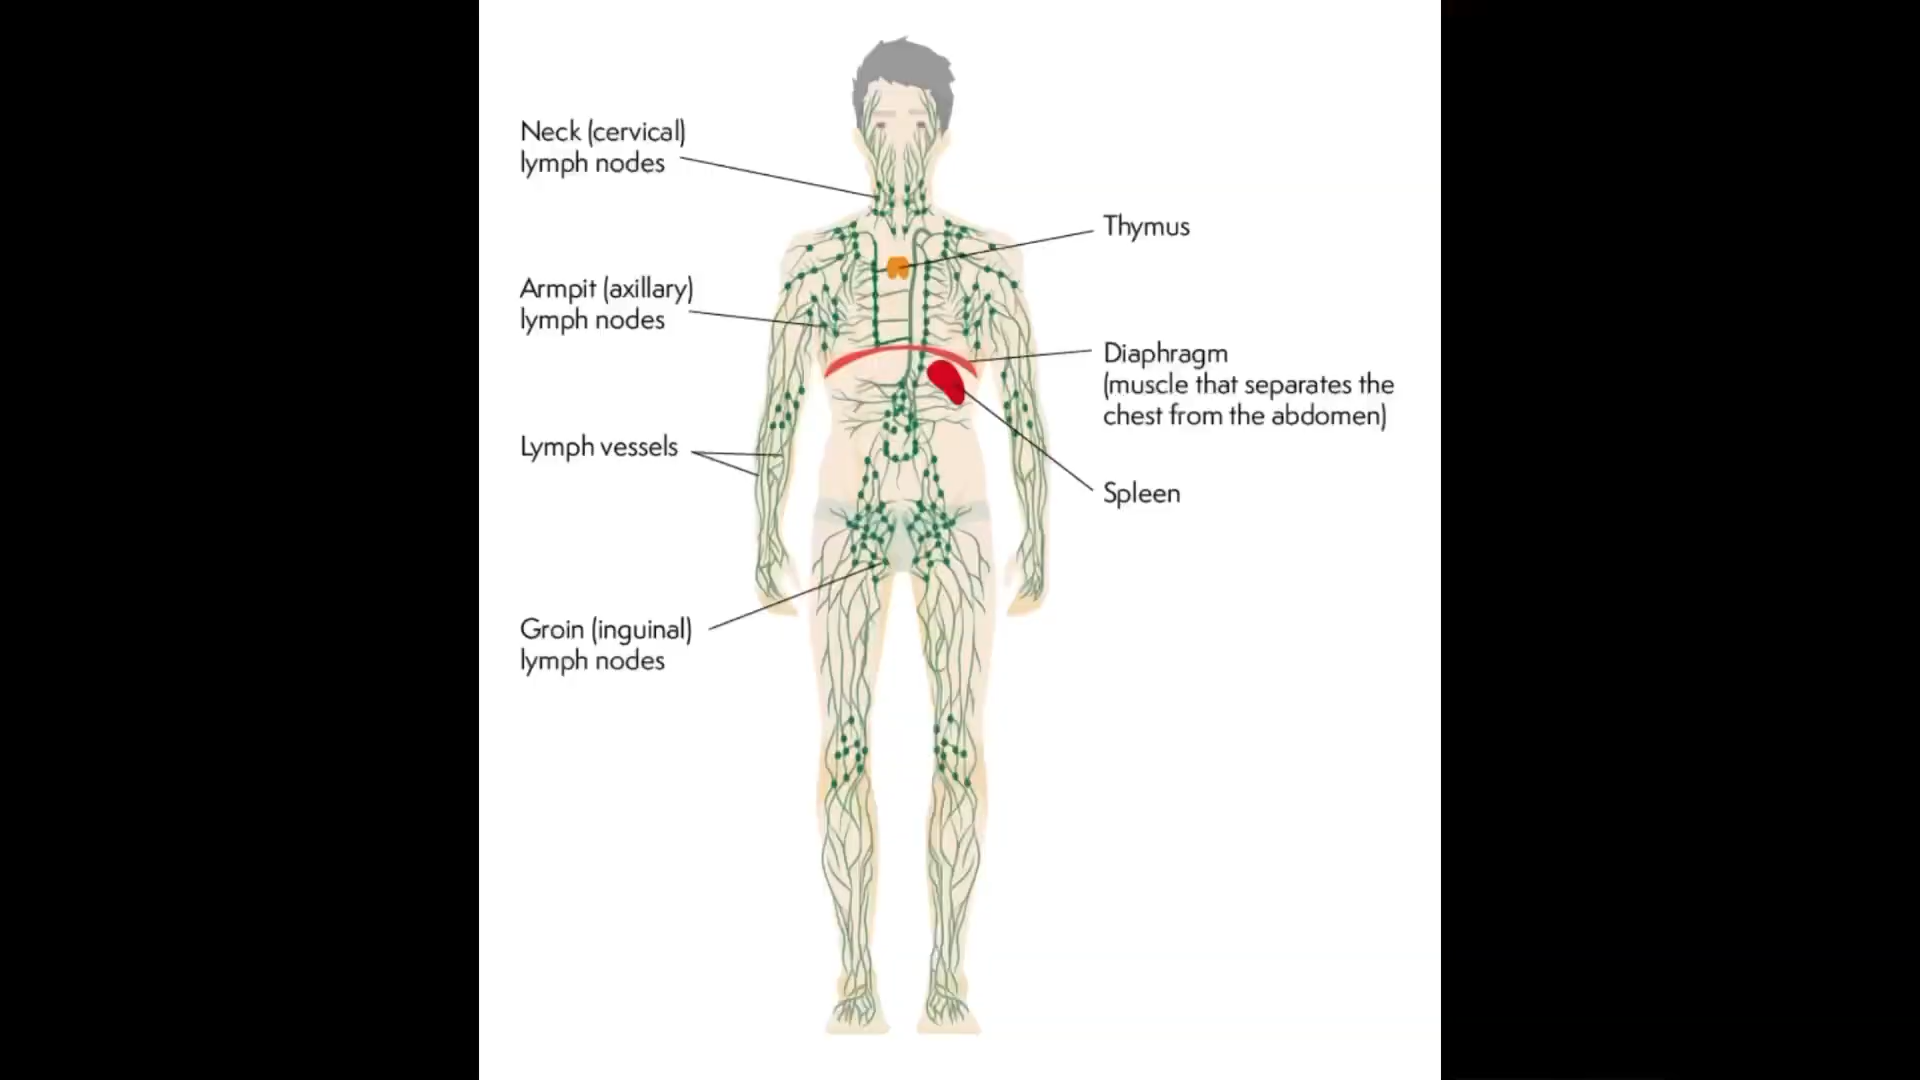 Neck (cervical)
lymph nodes
Thymus
Armpit (axillary)
lymph nodes
Diaphragm
(muscle that separates the
chest from the abdomen)
Lymph vessels
Spleen
Groin (inguinal)
lymph nodes